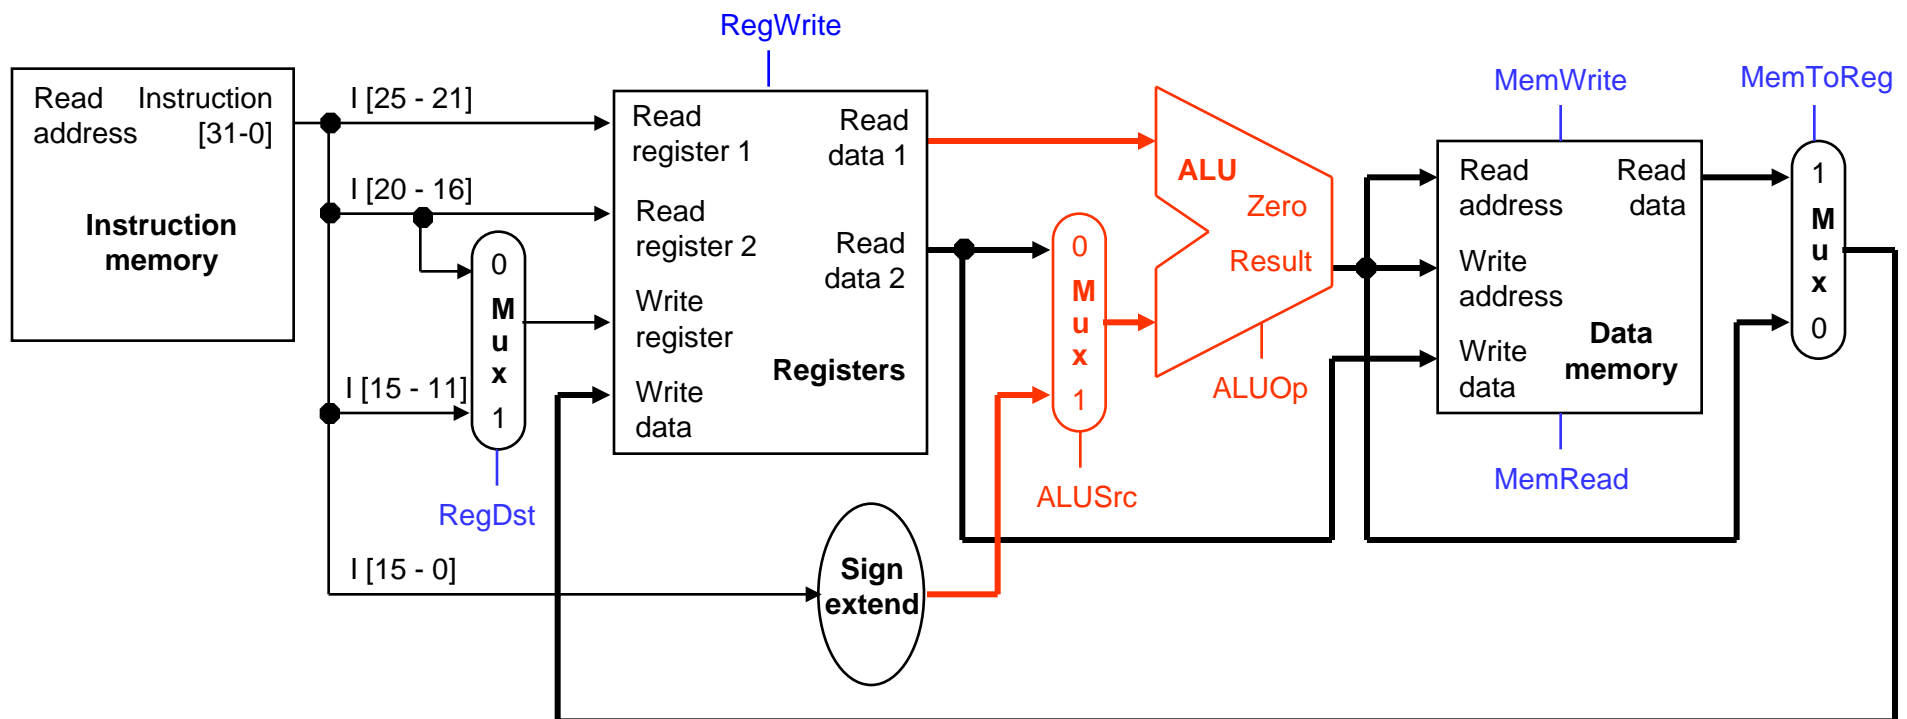 RegWrite
Read Instruction
address [31-0]
Instruction
memory
I [25 - 21]
I [20 - 16]
I [15 - 11]
I [15 - 0]
0
M
u
x
1
RegDst
Read
register 1
Read
data 1
Read
register 2
Read
data 2
Write
register
Registers
Write
data
Sign
extend
0
M
u
x
1
ALUSrc
ALU
Zero
Result
ALUOp
MemWrite
Read
address
Read
data
Write
address
Write
data
Data
memory
MemRead
MemToReg
1
M
u
x
0